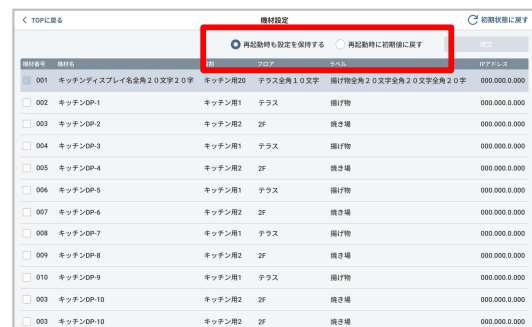 < TOPに戻る 機材設定 初期状態に戻す
再起動時も設定を保持する 再起動時に初期値に戻す 確定
機材番号 機材名 種別 フロア ラベル IPアドレス
001 キッチンディスプレイ名全角20文字20字 キッチン用20 テラス全角10文字 揚げ物全角20文字全角20文字全角20字 000.000.0.000
002 キッチンDP-1 キッチン用1 テラス 揚げ物 000.000.0.000
003 キッチンDP-2 キッチン用2 2F 焼き場 000.000.0.000
004 キッチンDP-3 キッチン用1 テラス 揚げ物 000.000.0.000
005 キッチンDP-4 キッチン用2 2F 焼き場 000.000.0.000
006 キッチンDP-5 キッチン用1 テラス 揚げ物 000.000.0.000
007 キッチンDP-6 キッチン用2 2F 焼き場 000.000.0.000
008 キッチンDP-7 キッチン用1 テラス 揚げ物 000.000.0.000
009 キッチンDP-8 キッチン用2 2F 焼き場 000.000.0.000
010 キッチンDP-9 キッチン用1 テラス 揚げ物 000.000.0.000
003 キッチンDP-10 キッチン用2 2F 焼き場 000.000.0.000
003 キッチンDP-10 キッチン用2 2F 焼き場 000.000.0.000